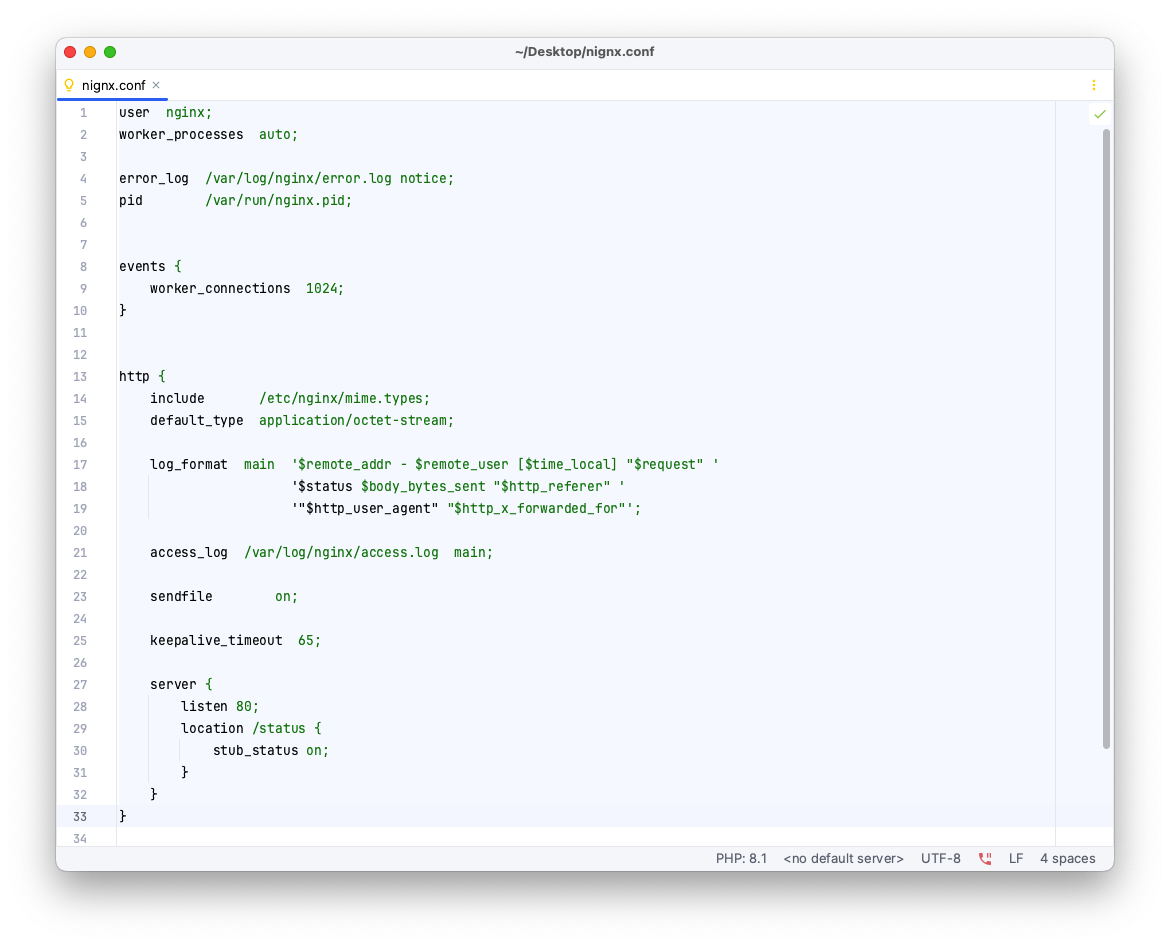 ~/Desktop/nignx.conf
nignx.conf
1 user  nginx;
2 worker_processes  auto;
3
4 error_log  /var/log/nginx/error.log notice;
5 pid        /var/run/nginx.pid;
6
7
8 events {
9     worker_connections  1024;
10 }
11
12
13 http {
14     include       /etc/nginx/mime.types;
15     default_type  application/octet-stream;
16
17     log_format  main  '$remote_addr - $remote_user [$time_local] "$request" '
18                       '$status $body_bytes_sent "$http_referer" '
19                       '"$http_user_agent" "$http_x_forwarded_for"';
20
21     access_log  /var/log/nginx/access.log  main;
22
23     sendfile        on;
24
25     keepalive_timeout  65;
26
27     server {
28         listen 80;
29         location /status {
30             stub_status on;
31         }
32     }
33 }
34
PHP: 8.1 <no default server> UTF-8 LF 4 spaces